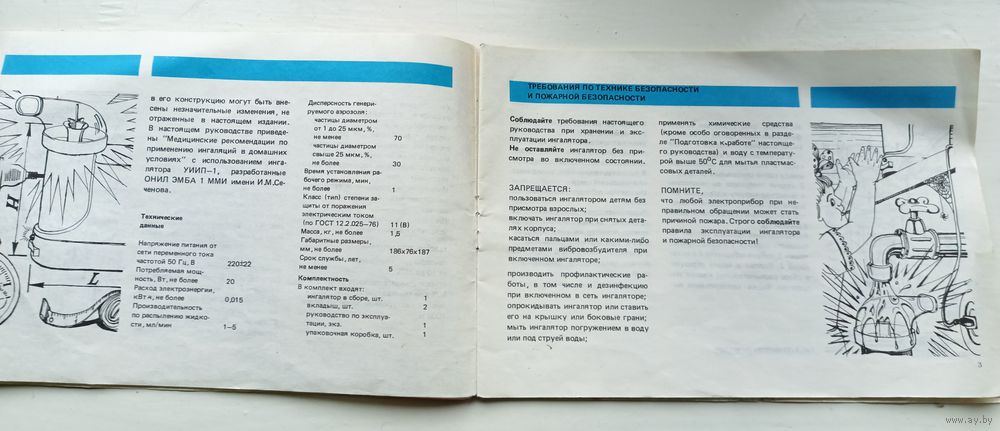 в его конструкцию могут быть вне-
сены незначительные изменения, не
отраженные в настоящем издании.
В настоящем руководстве приведе-
ны "Медицинские рекомендации по
применению ингаляций в домашних
условиях" с использованием инга-
лятора УИИП–1, разработанные
ОНИЛ ЭМБА 1 ММИ имени И.М.Се-
ченова.
Технические
данные
Напряжение питания от
сети переменного тока
частотой 50 Гц, В 220±22
Потребляемая мощ-
ность, Вт, не более 20
Расход электроэнергии,
кВт·ч, не более 0,015
Производительность
по распылению жидко-
сти, мл/мин 1–5
Дисперсность генери-
руемого аэрозоля:
частицы диаметром
от 1 до 25 мкм, %,
не менее 70
частицы диаметром
свыше 25 мкм, %,
не более 30
Время установления ра-
бочего режима, мин,
не более 1
Класс (тип) степени за-
щиты от поражения
электрическим током
(по ГОСТ 12.2.025–76) 11 (В)
Масса, кг, не более 1,5
Габаритные размеры,
мм, не более 186х76х187
Срок службы, лет,
не менее 5
Комплектность
В комплект входят:
ингалятор в сборе, шт. 1
вкладыш, шт. 2
руководство по эксплуа-
тации, экз. 1
упаковочная коробка, шт. 1
H
L
ТРЕБОВАНИЯ ПО ТЕХНИКЕ БЕЗОПАСНОСТИ
И ПОЖАРНОЙ БЕЗОПАСНОСТИ
Соблюдайте требования настоящего
руководства при хранении и экс-
плуатации ингалятора.
Не оставляйте ингалятор без при-
смотра во включенном состоянии.
ЗАПРЕЩАЕТСЯ:
пользоваться ингалятором детям без
присмотра взрослых;
включать ингалятор при снятых дета-
лях корпуса;
касаться пальцами или какими-либо
предметами вибровозбудителя при
включенном ингаляторе;
производить профилактические ра-
боты, в том числе и дезинфекцию
при включенном в сеть ингаляторе;
опрокидывать ингалятор или ставить
его на крышку или боковые грани;
мыть ингалятор погружением в воду
или под струей воды;
применять химические средства
(кроме особо оговоренных в разде-
ле "Подготовка к работе" настояще-
го руководства) и воду с температу-
рой выше 50°С для мытья пластмас-
совых деталей.
ПОМНИТЕ,
что любой электроприбор при не-
правильном обращении может стать
причиной пожара. Строго соблюдайте
правила эксплуатации ингалятора
и пожарной безопасности!
3
www.ay.by